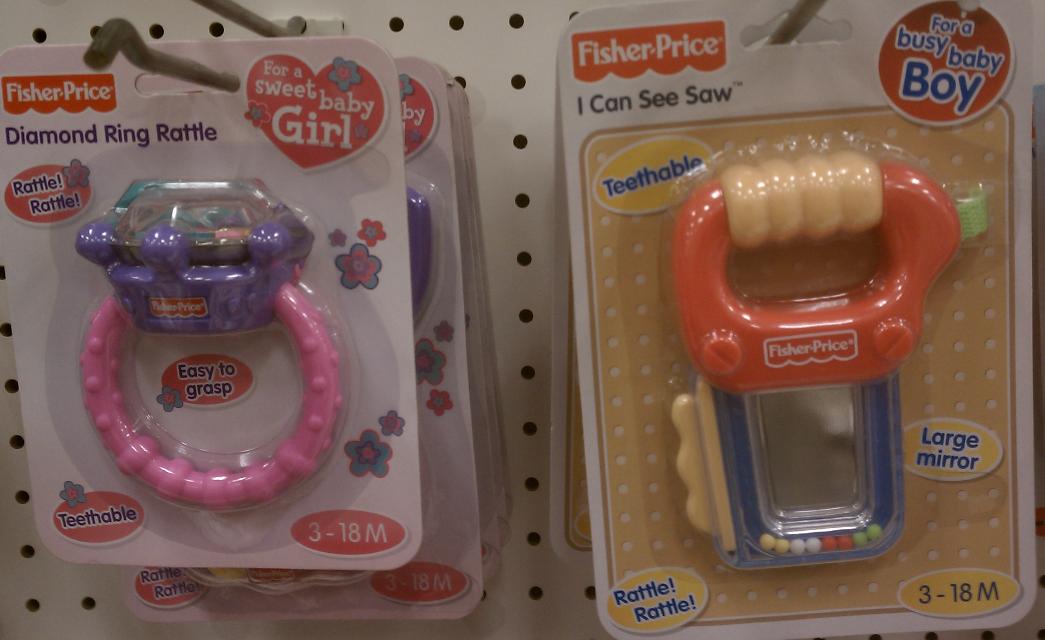 Fisher-Price
Diamond Ring Rattle
For a
sweet baby
Girl
Rattle!
Rattle!
Fisher-Price
Easy to
grasp
Teethable
3-18 M
by
Rattle!
Rattle!
3-18 M
Fisher-Price
I Can See Saw™
For a
busy baby
Boy
Teethable
Fisher-Price®
Large
mirror
Rattle!
Rattle!
3-18 M